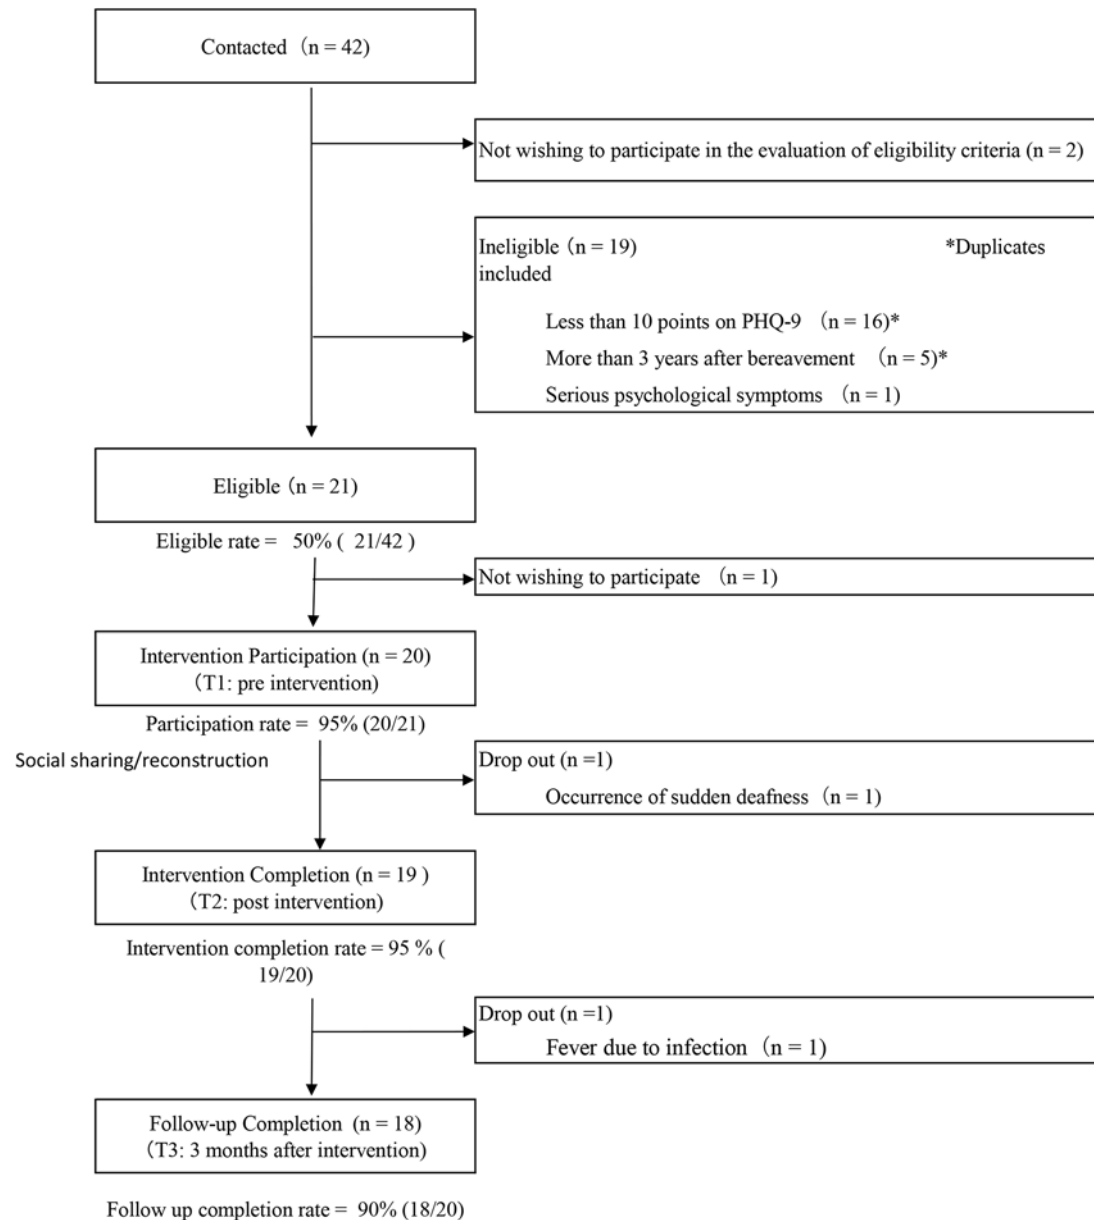 Contacted （n = 42)
Not wishing to participate in the evaluation of eligibility criteria (n = 2)
Ineligible (n = 19) *Duplicates
included
Less than 10 points on PHQ-9 （n = 16)*
More than 3 years after bereavement （n = 5)*
Serious psychological symptoms （n = 1)
Eligible (n = 21)
Eligible rate = 50% ( 21/42 )
Not wishing to participate （n = 1)
Intervention Participation (n = 20)
（T1: pre intervention)
Participation rate = 95% (20/21)
Social sharing/reconstruction
Drop out (n =1)
Occurrence of sudden deafness （n = 1)
Intervention Completion (n = 19 )
（T2: post intervention)
Intervention completion rate = 95 % (
19/20)
Drop out (n =1)
Fever due to infection （n = 1)
Follow-up Completion (n = 18)
（T3: 3 months after intervention)
Follow up completion rate = 90% (18/20)